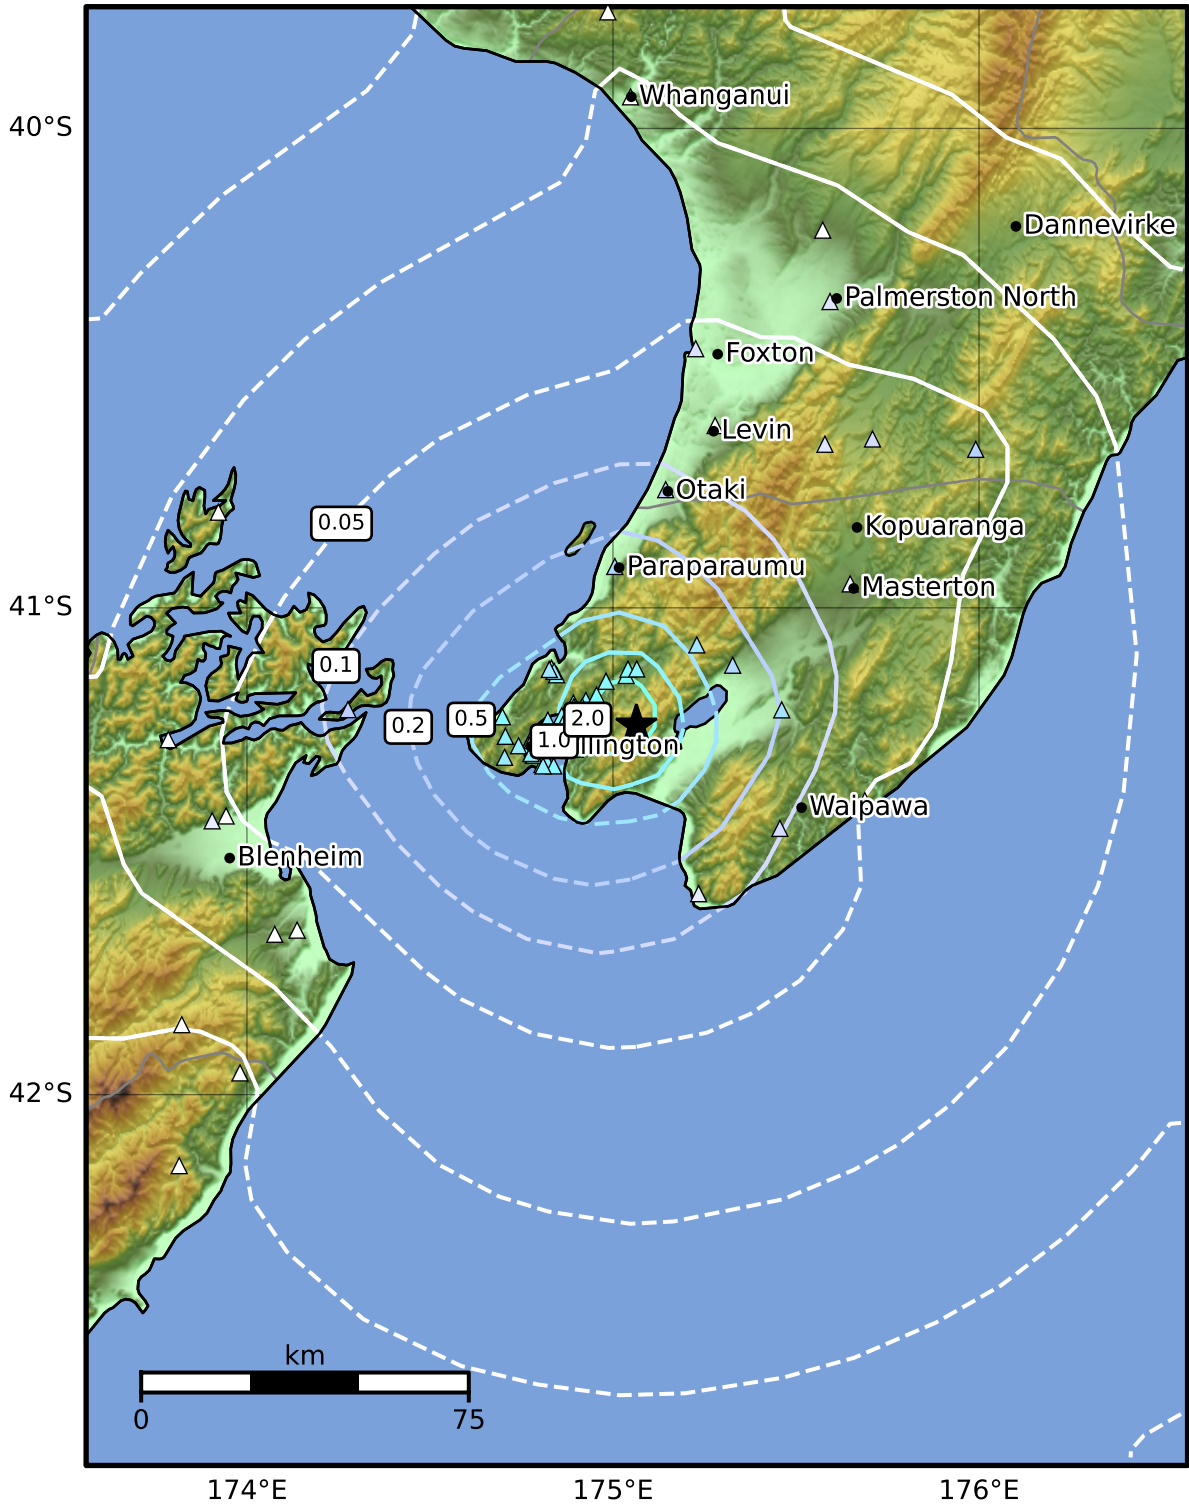 40°S
Whanganui
Dannevirke
Palmerston North
Foxton
Levin
Otaki
0.05
Kopuaranga
Paraparaumu
41°S
Masterton
0.1
0.2
0.5
2.0
1.0
llington
Waipawa
Blenheim
42°S
km
0
75
174°E
175°E
176°E